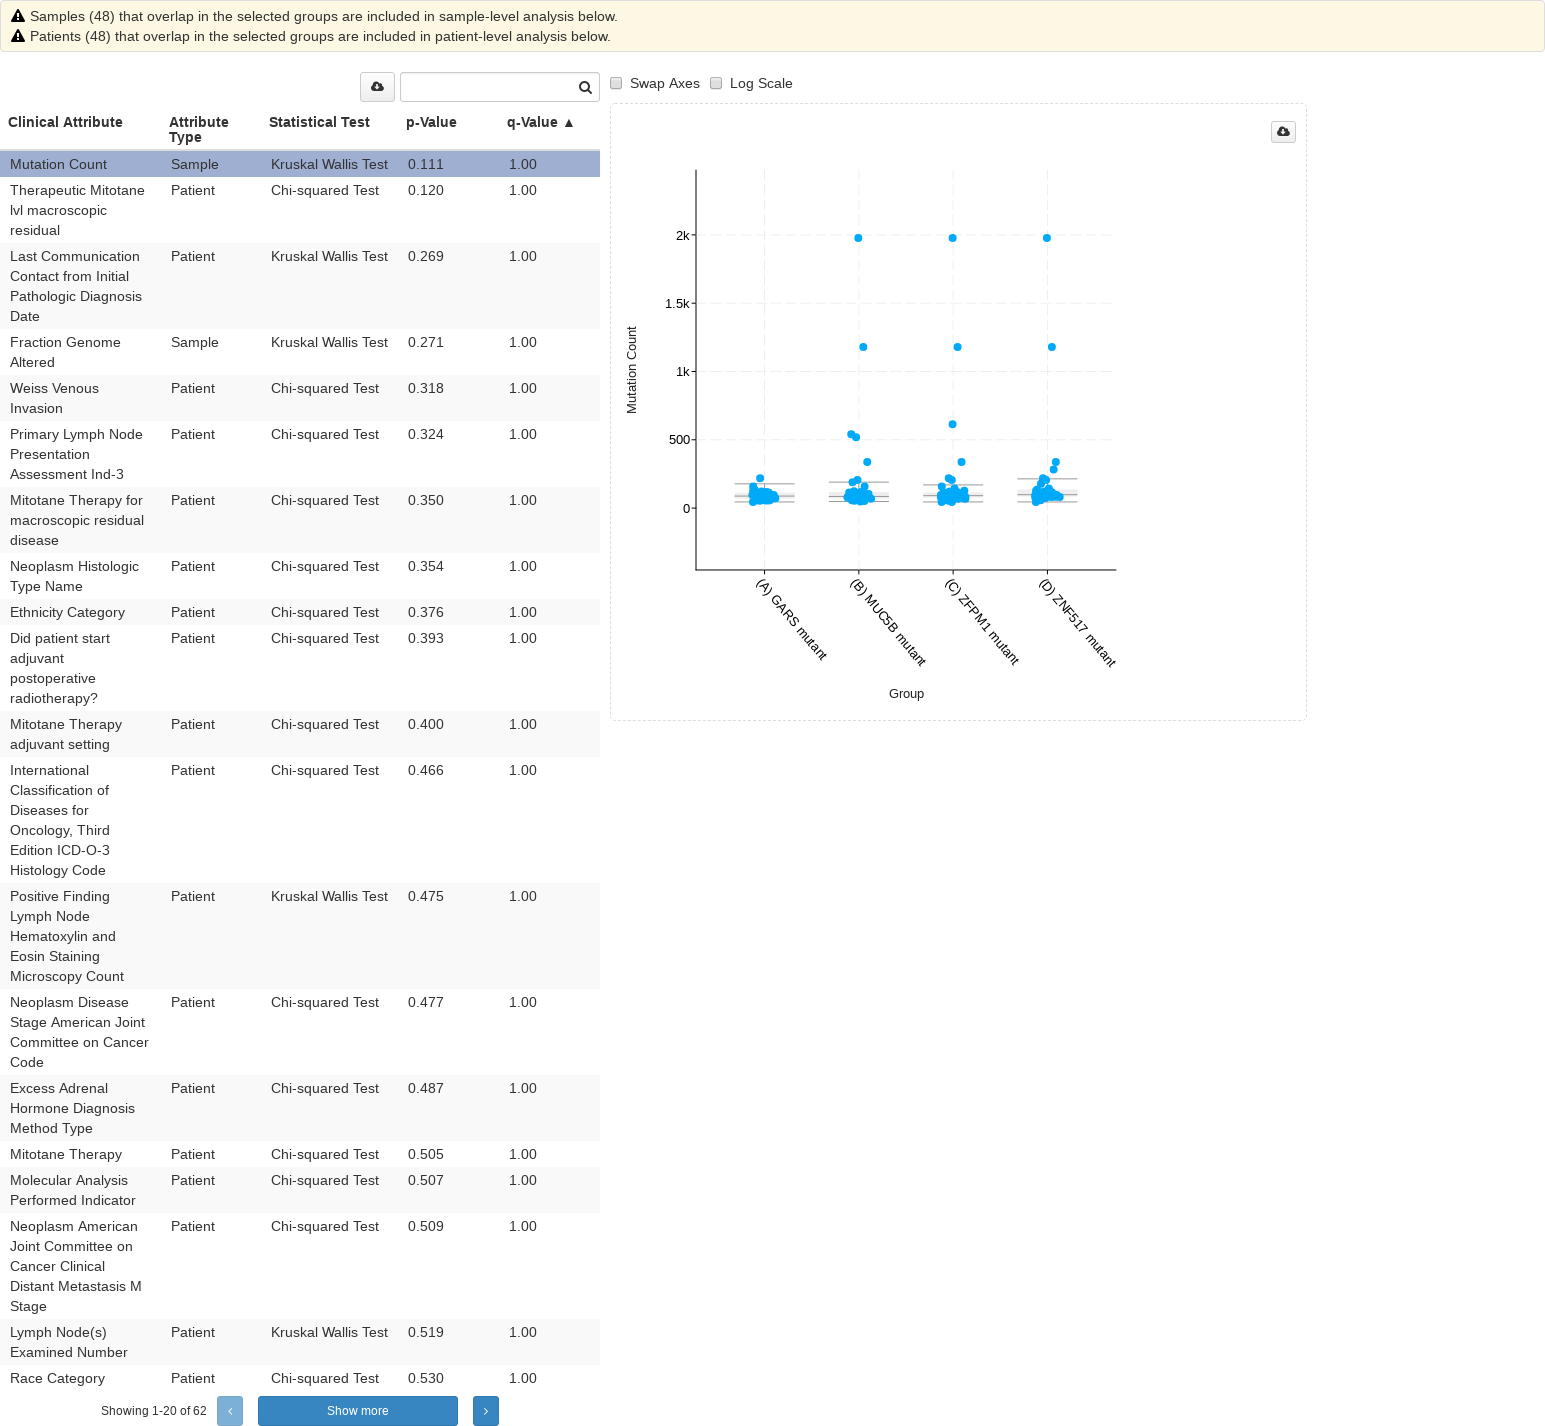 Samples (48) that overlap in the selected groups are included in sample-level analysis below.
Patients (48) that overlap in the selected groups are included in patient-level analysis below.
Clinical Attribute Attribute Type Statistical Test p-Value q-Value ▲
Mutation Count Sample Kruskal Wallis Test 0.111 1.00
Therapeutic Mitotane Patient Chi-squared Test 0.120 1.00
lvl macroscopic
residual
Last Communication Patient Kruskal Wallis Test 0.269 1.00
Contact from Initial
Pathologic Diagnosis
Date
Fraction Genome Sample Kruskal Wallis Test 0.271 1.00
Altered
Weiss Venous Patient Chi-squared Test 0.318 1.00
Invasion
Primary Lymph Node Patient Chi-squared Test 0.324 1.00
Presentation
Assessment Ind-3
Mitotane Therapy for Patient Chi-squared Test 0.350 1.00
macroscopic residual
disease
Neoplasm Histologic Patient Chi-squared Test 0.354 1.00
Type Name
Ethnicity Category Patient Chi-squared Test 0.376 1.00
Did patient start Patient Chi-squared Test 0.393 1.00
adjuvant
postoperative
radiotherapy?
Mitotane Therapy Patient Chi-squared Test 0.400 1.00
adjuvant setting
International Patient Chi-squared Test 0.466 1.00
Classification of
Diseases for
Oncology, Third
Edition ICD-O-3
Histology Code
Positive Finding Patient Kruskal Wallis Test 0.475 1.00
Lymph Node
Hematoxylin and
Eosin Staining
Microscopy Count
Neoplasm Disease Patient Chi-squared Test 0.477 1.00
Stage American Joint
Committee on Cancer
Code
Excess Adrenal Patient Chi-squared Test 0.487 1.00
Hormone Diagnosis
Method Type
Mitotane Therapy Patient Chi-squared Test 0.505 1.00
Molecular Analysis Patient Chi-squared Test 0.507 1.00
Performed Indicator
Neoplasm American Patient Chi-squared Test 0.509 1.00
Joint Committee on
Cancer Clinical
Distant Metastasis M
Stage
Lymph Node(s) Patient Kruskal Wallis Test 0.519 1.00
Examined Number
Race Category Patient Chi-squared Test 0.530 1.00
Showing 1-20 of 62 ‹ Show more ›
Swap Axes Log Scale
Mutation Count
2k
1.5k
1k
500
0
(A) GARS mutant
(B) MUC5B mutant
(C) ZFPM1 mutant
(D) ZNF517 mutant
Group